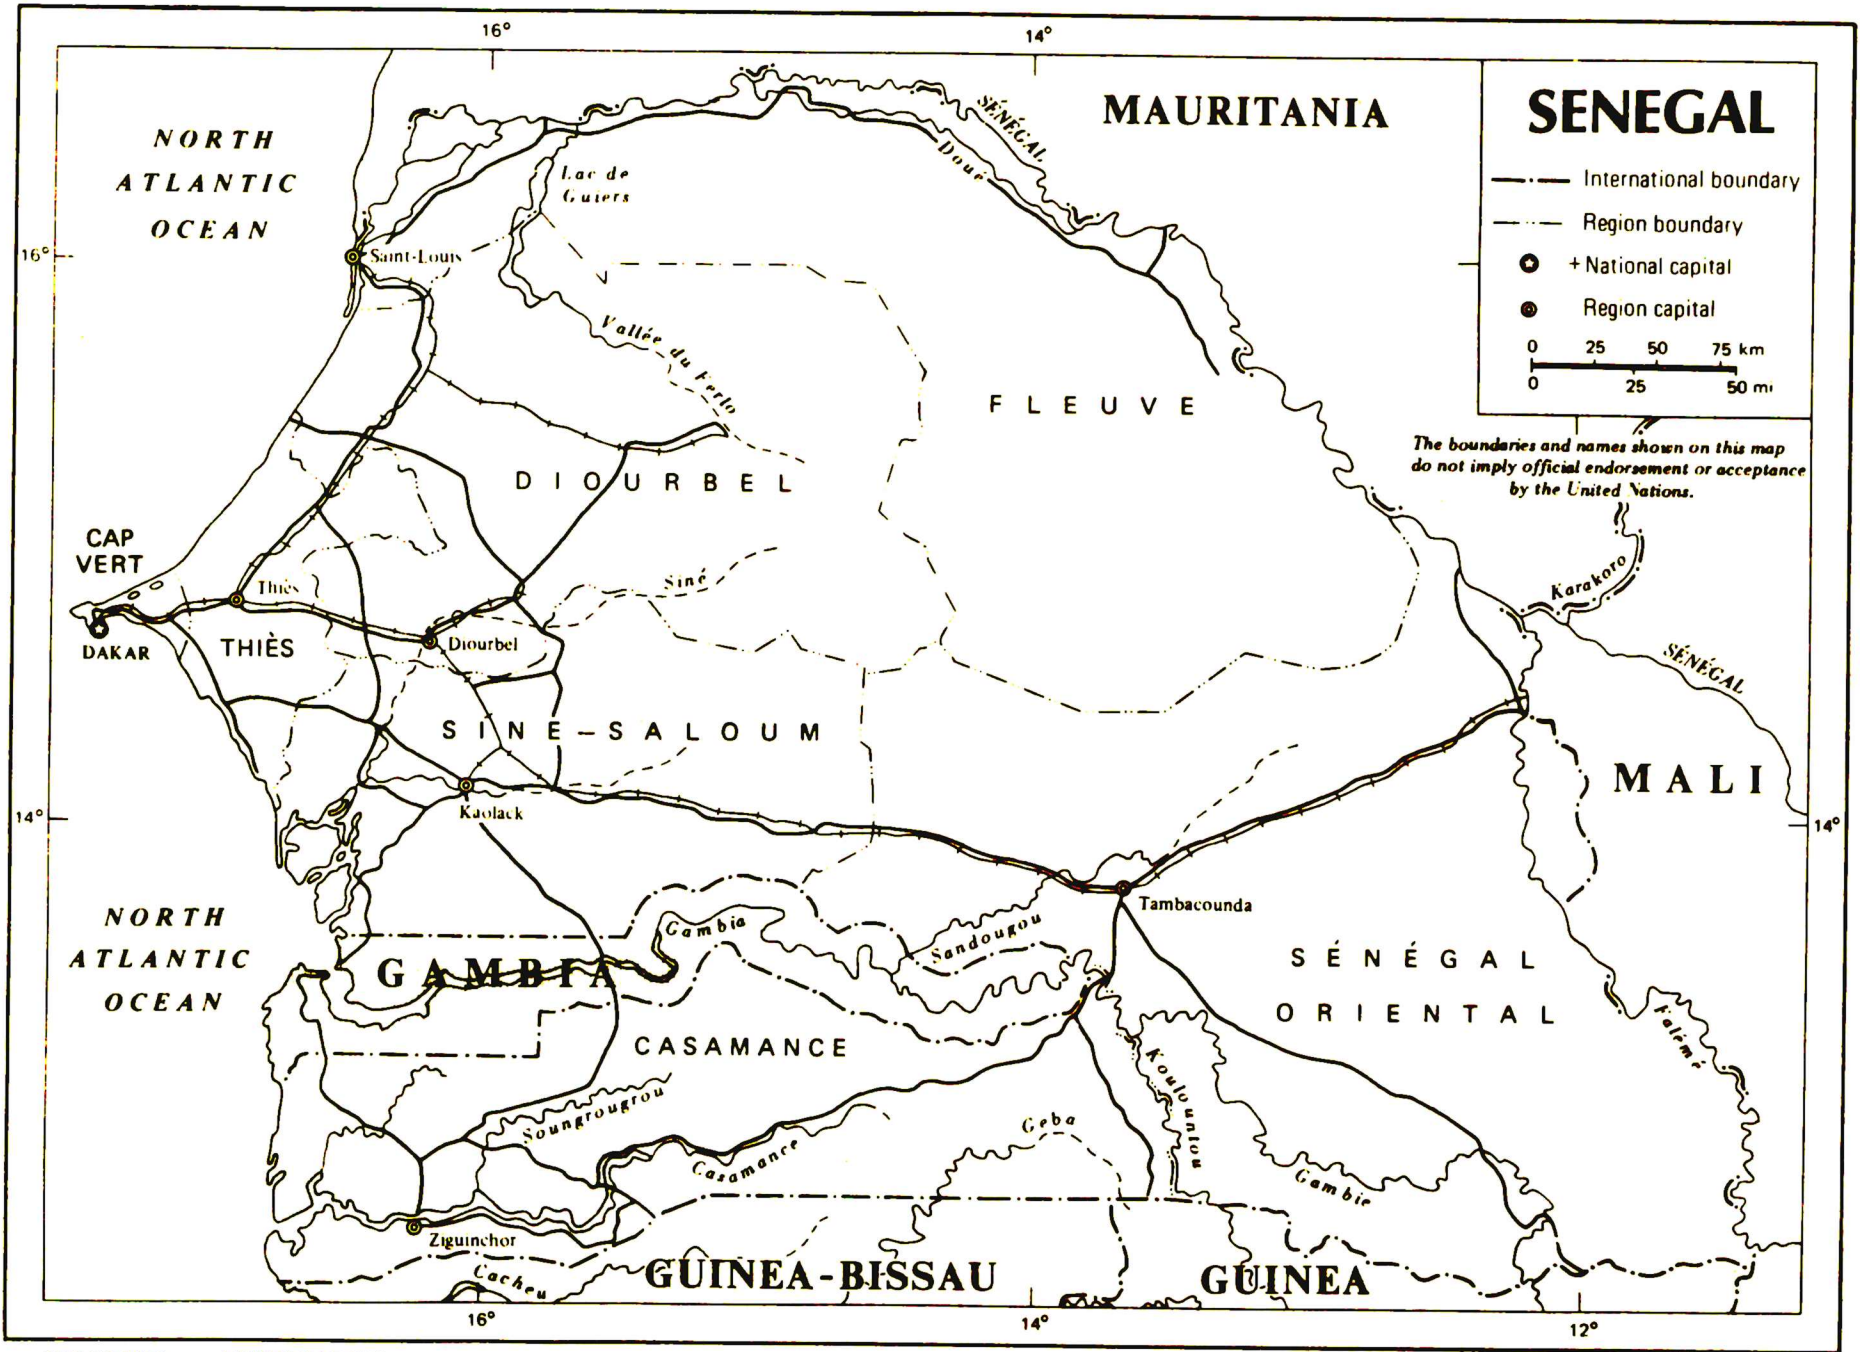 16°
14°
NORTH
ATLANTIC
OCEAN
MAURITANIA
SÉNÉGAL
Doué
Lac de
Guiers
SENEGAL
International boundary
Region boundary
+ National capital
Region capital
0 25 50 75 km
0 25 50 mi
The boundaries and names shown on this map
do not imply official endorsement or acceptance
by the United Nations.
16°
Saint-Louis
Vallée du Ferlo
FLEUVE
DIOURBEL
CAP
VERT
Thiès
Siné
Karakoro
DAKAR
THIÈS
Diourbel
SÉNÉGAL
SINE-SALOUM
MALI
Kaolack
14°
14°
Tambacounda
NORTH
ATLANTIC
OCEAN
Gambia
Sandougou
GAMBIA
SÉNÉGAL
ORIENTAL
Falémé
CASAMANCE
Koulountou
Soungrougrou
Geba
Casamance
Gambie
Ziguinchor
Cacheu
GUINEA-BISSAU
GUINEA
16°
14°
12°